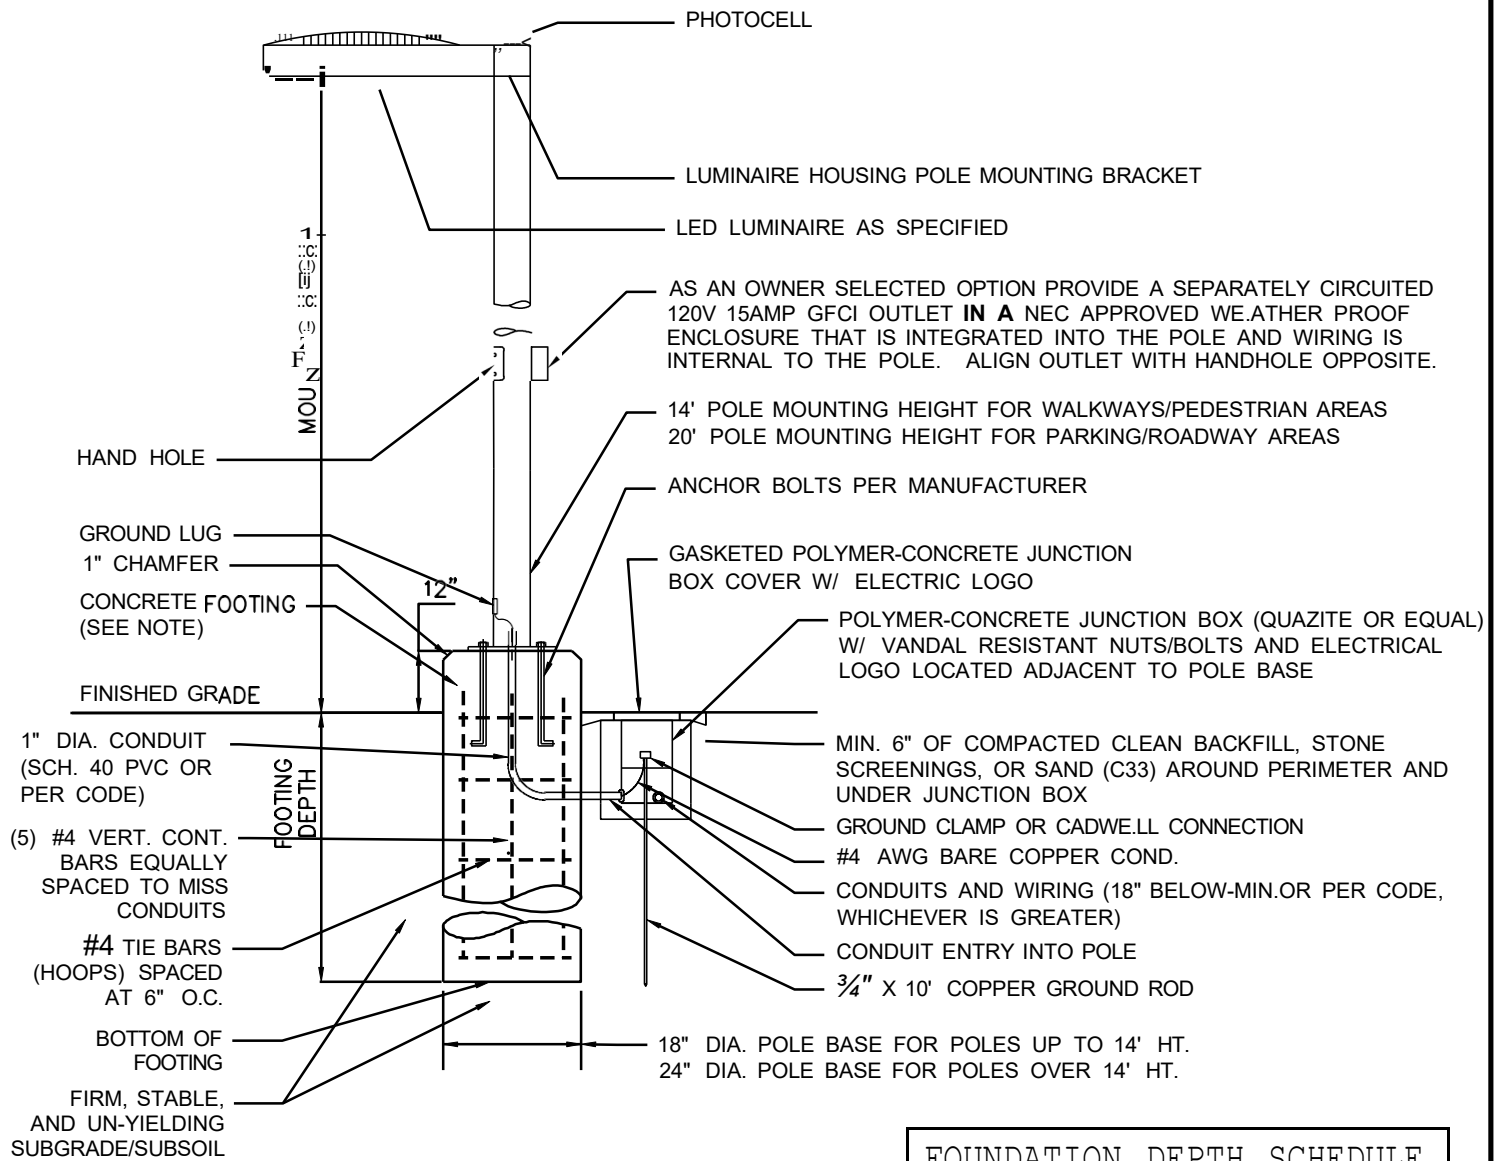 PHOTOCELL
LUMINAIRE HOUSING POLE MOUNTING BRACKET
LED LUMINAIRE AS SPECIFIED
AS AN OWNER SELECTED OPTION PROVIDE A SEPARATELY CIRCUITED
120V 15AMP GFCI OUTLET IN A NEC APPROVED WE.ATHER PROOF
ENCLOSURE THAT IS INTEGRATED INTO THE POLE AND WIRING IS
INTERNAL TO THE POLE. ALIGN OUTLET WITH HANDHOLE OPPOSITE.
MOU
14' POLE MOUNTING HEIGHT FOR WALKWAYS/PEDESTRIAN AREAS
20' POLE MOUNTING HEIGHT FOR PARKING/ROADWAY AREAS
HAND HOLE
ANCHOR BOLTS PER MANUFACTURER
GROUND LUG
1" CHAMFER
12"
CONCRETE FOOTING
(SEE NOTE)
GASKETED POLYMER-CONCRETE JUNCTION
BOX COVER W/ ELECTRIC LOGO
POLYMER-CONCRETE JUNCTION BOX (QUAZITE OR EQUAL)
W/ VANDAL RESISTANT NUTS/BOLTS AND ELECTRICAL
LOGO LOCATED ADJACENT TO POLE BASE
FINISHED GRADE
1" DIA. CONDUIT
(SCH. 40 PVC OR
PER CODE)
FOOTING
DEPTH
MIN. 6" OF COMPACTED CLEAN BACKFILL, STONE
SCREENINGS, OR SAND (C33) AROUND PERIMETER AND
UNDER JUNCTION BOX
GROUND CLAMP OR CADWE.LL CONNECTION
(5) #4 VERT. CONT.
BARS EQUALLY
SPACED TO MISS
CONDUITS
#4 AWG BARE COPPER COND.
CONDUITS AND WIRING (18" BELOW-MIN.OR PER CODE,
WHICHEVER IS GREATER)
#4 TIE BARS
(HOOPS) SPACED
AT 6" O.C.
CONDUIT ENTRY INTO POLE
¾" X 10' COPPER GROUND ROD
BOTTOM OF
FOOTING
18" DIA. POLE BASE FOR POLES UP TO 14' HT.
24" DIA. POLE BASE FOR POLES OVER 14' HT.
FIRM, STABLE,
AND UN-YIELDING
SUBGRADE/SUBSOIL
FOUNDATION DEPTH SCHEDULE